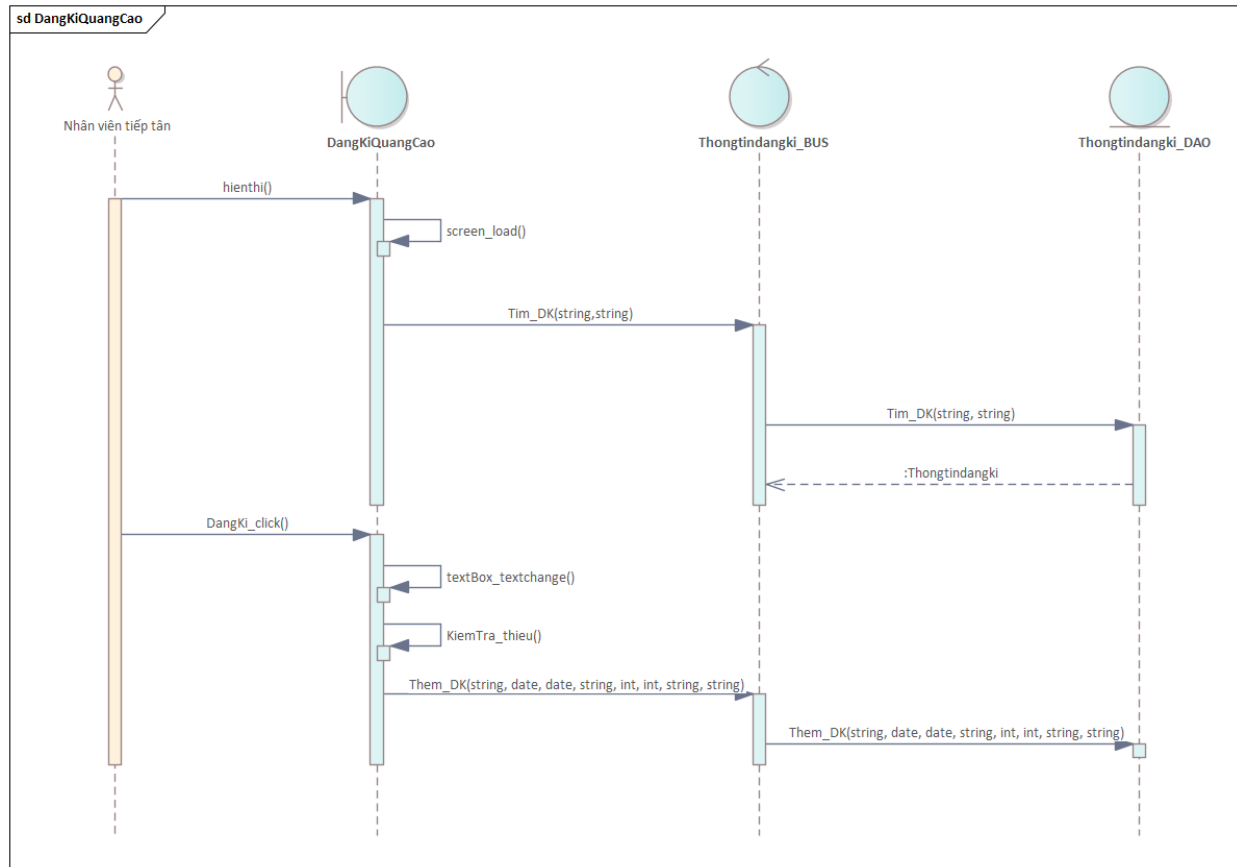 sd DangKiQuangCao
Nhân viên tiếp tân
DangKiQuangCao
Thongtindangki_BUS
Thongtindangki_DAO
hienthi()
screen_load()
Tim_DK(string,string)
Tim_DK(string, string)
:Thongtindangki
DangKi_click()
textBox_textchange()
KiemTra_thieu()
Them_DK(string, date, date, string, int, int, string, string)
Them_DK(string, date, date, string, int, int, string, string)